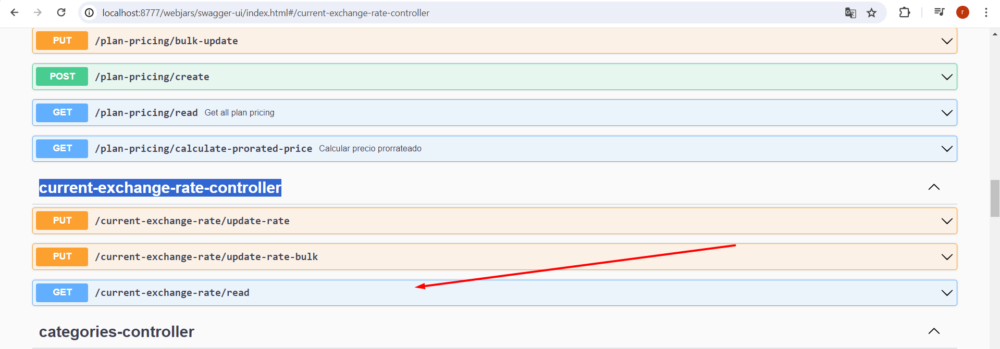 localhost:8777/webjars/swagger-ui/index.html#/current-exchange-rate-controller
r
PUT /plan-pricing/bulk-update
POST /plan-pricing/create
GET /plan-pricing/read Get all plan pricing
GET /plan-pricing/calculate-prorated-price Calcular precio prorrateado
current-exchange-rate-controller
PUT /current-exchange-rate/update-rate
PUT /current-exchange-rate/update-rate-bulk
GET /current-exchange-rate/read
categories-controller